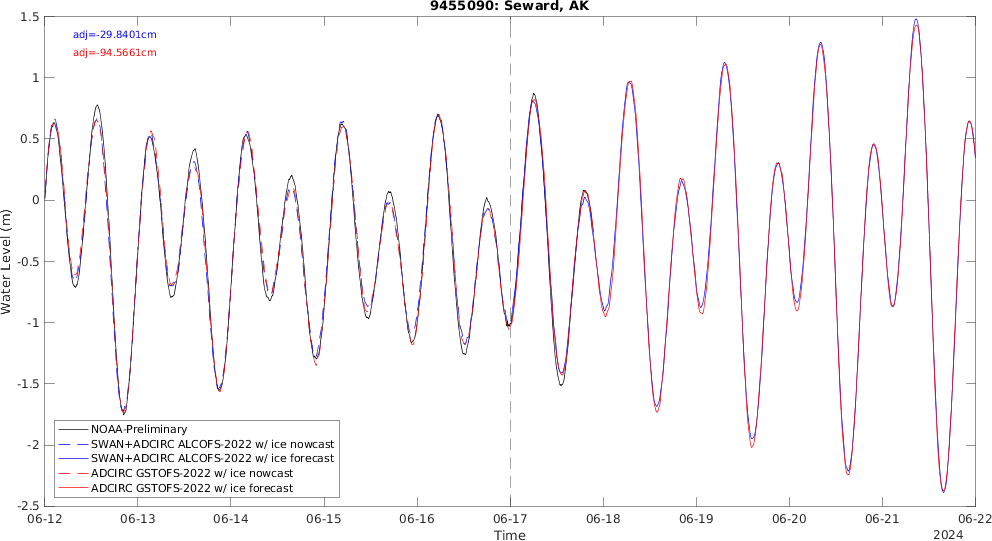 9455090: Seward, AK
adj=-29.8401cm
adj=-94.5661cm
1.5
1
0.5
0
-0.5
-1
-1.5
-2
-2.5
Water Level (m)
NOAA-Preliminary
SWAN+ADCIRC ALCOFS-2022 w/ ice nowcast
SWAN+ADCIRC ALCOFS-2022 w/ ice forecast
ADCIRC GSTOFS-2022 w/ ice nowcast
ADCIRC GSTOFS-2022 w/ ice forecast
06-12 06-13 06-14 06-15 06-16 06-17 06-18 06-19 06-20 06-21 06-22
Time
2024